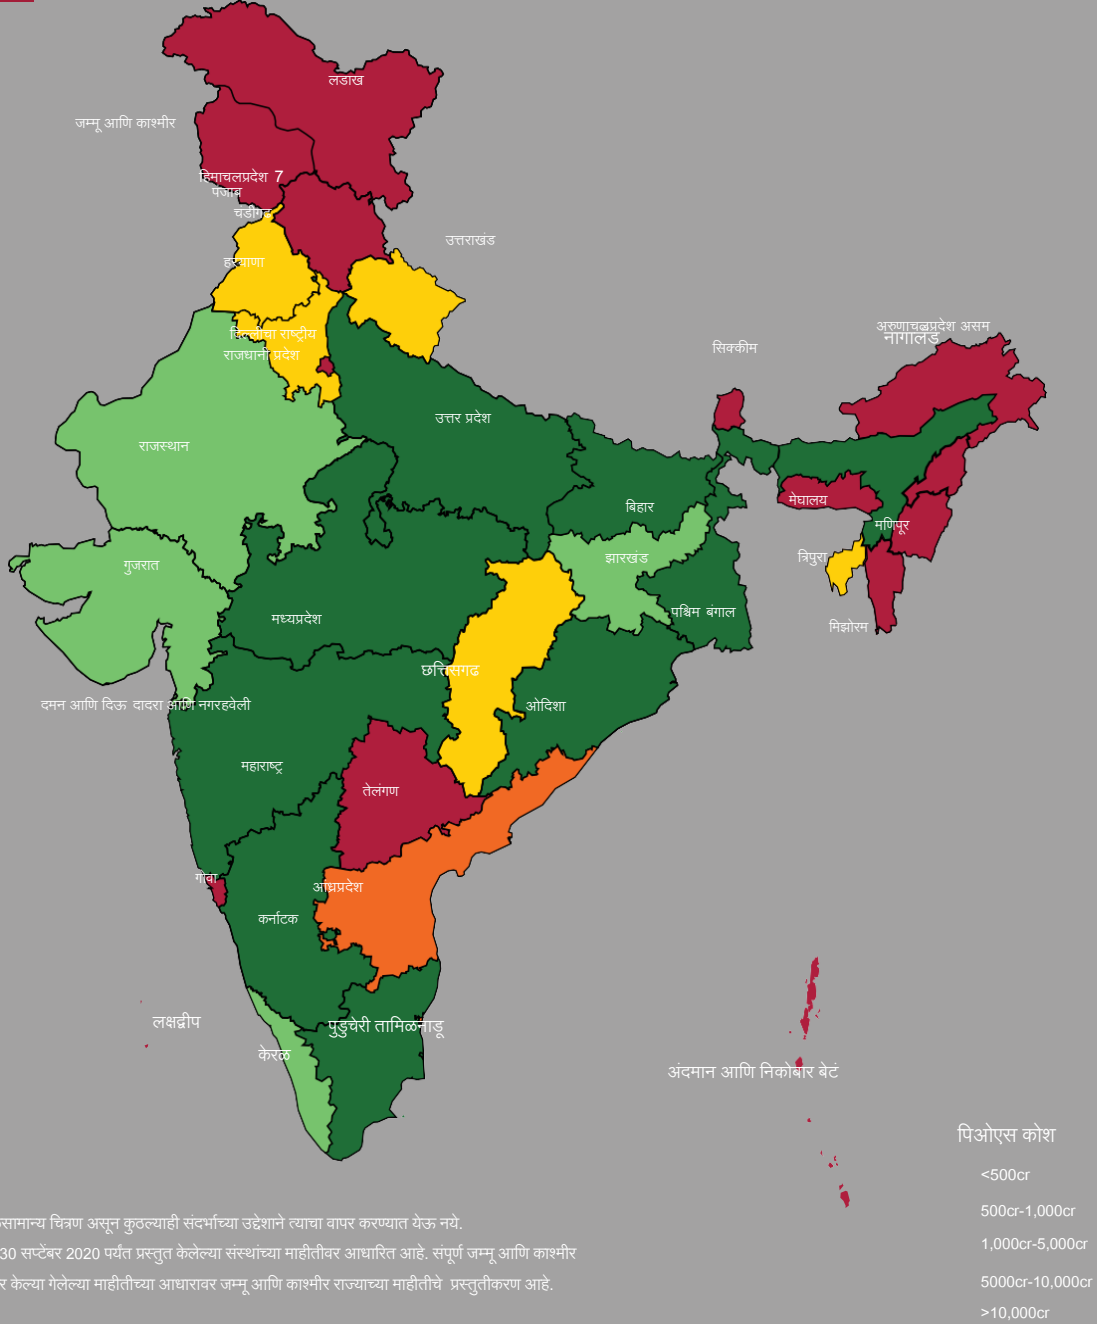 लडाख
जम्मू आणि काश्मीर
हिमाचलप्रदेश 7
पंजाब
चंडीगढ
उत्तराखंड
हरयाणा
अरुणाचलप्रदेश असम
नागालँड
दिल्लीचा राष्ट्रीय
राजधानी प्रदेश
सिक्कीम
उत्तर प्रदेश
राजस्थान
मेघालय
बिहार
मणिपूर
त्रिपुरा
झारखंड
गुजरात
पश्चिम बंगाल
मध्यप्रदेश
मिझोरम
छत्तिसगढ
दमन आणि दिऊ दादरा आणि नगरहवेली
ओदिशा
महाराष्ट्र
तेलंगण
गोवा
आंध्रप्रदेश
कर्नाटक
लक्षद्वीप
पुडुचेरी तामिळनाडू
केरळ
अंदमान आणि निकोबार बेटं
पिओएस कोश
<500cr
500cr-1,000cr
1,000cr-5,000cr
5000cr-10,000cr
>10,000cr
सामान्य चित्रण असून कुठल्याही संदर्भाच्या उद्देशाने त्याचा वापर करण्यात येऊ नये.
30 सप्टेंबर 2020 पर्यंत प्रस्तुत केलेल्या संस्थांच्या माहीतीवर आधारित आहे. संपूर्ण जम्मू आणि काश्मीर
र केल्या गेलेल्या माहीतीच्या आधारावर जम्मू आणि काश्मीर राज्याच्या माहीतीचे प्रस्तुतीकरण आहे.